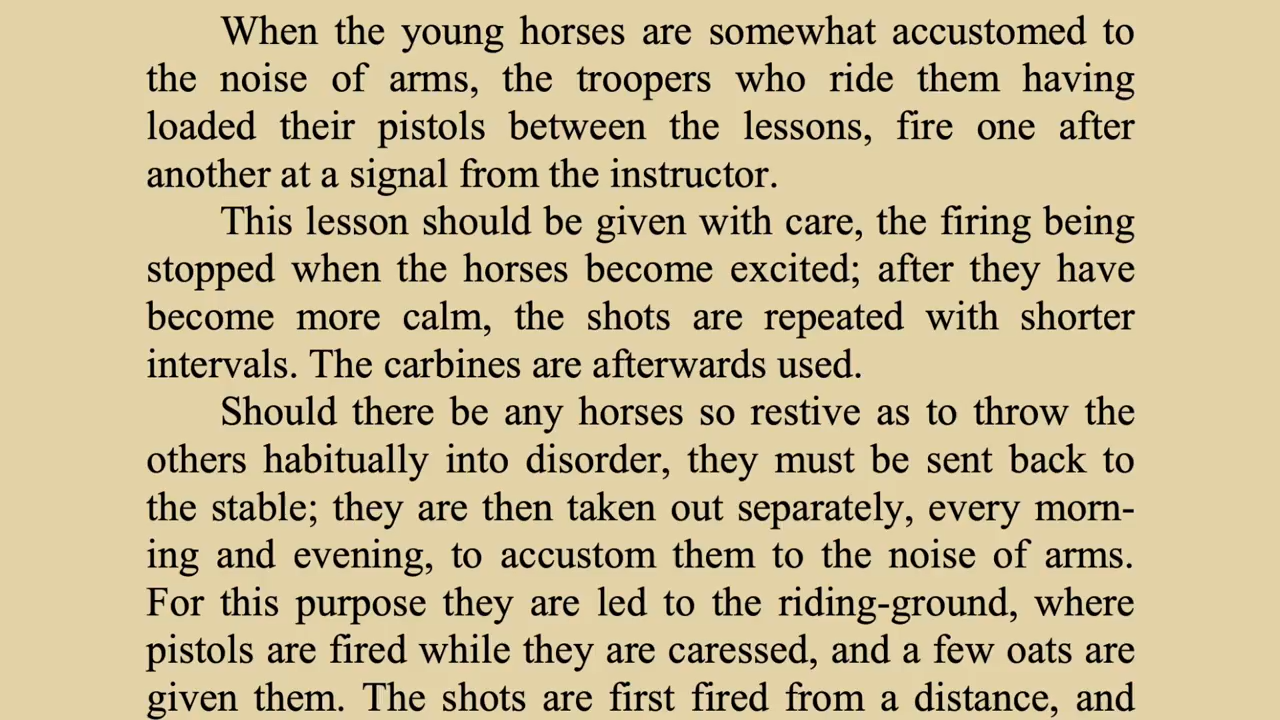 When the young horses are somewhat accustomed to
the noise of arms, the troopers who ride them having
loaded their pistols between the lessons, fire one after
another at a signal from the instructor.
This lesson should be given with care, the firing being
stopped when the horses become excited; after they have
become more calm, the shots are repeated with shorter
intervals. The carbines are afterwards used.
Should there be any horses so restive as to throw the
others habitually into disorder, they must be sent back to
the stable; they are then taken out separately, every morn-
ing and evening, to accustom them to the noise of arms.
For this purpose they are led to the riding-ground, where
pistols are fired while they are caressed, and a few oats are
given them. The shots are first fired from a distance, and